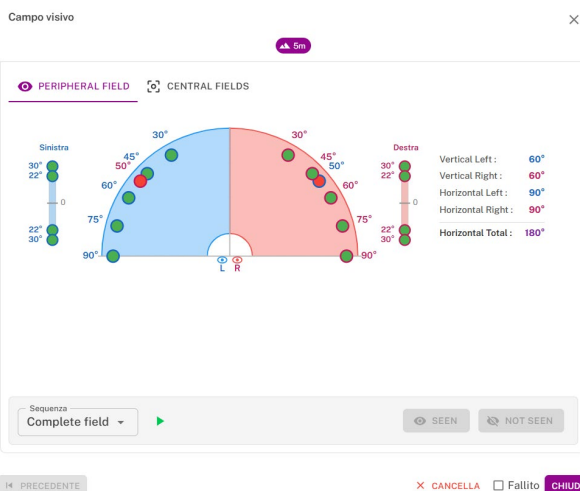 Campo visivo
5m
PERIPHERAL FIELD
CENTRAL FIELDS
Sinistra
30°
22°
0
22°
30°
30°
45°
50°
60°
75°
90°
L R
30°
45°
50°
60°
75°
90°
Destra
30°
22°
0
22°
30°
Vertical Left : 60°
Vertical Right : 60°
Horizontal Left : 90°
Horizontal Right : 90°
Horizontal Total : 180°
Sequenza
Complete field
SEEN
NOT SEEN
PRECEDENTE
CANCELLA
Fallito
CHIUD